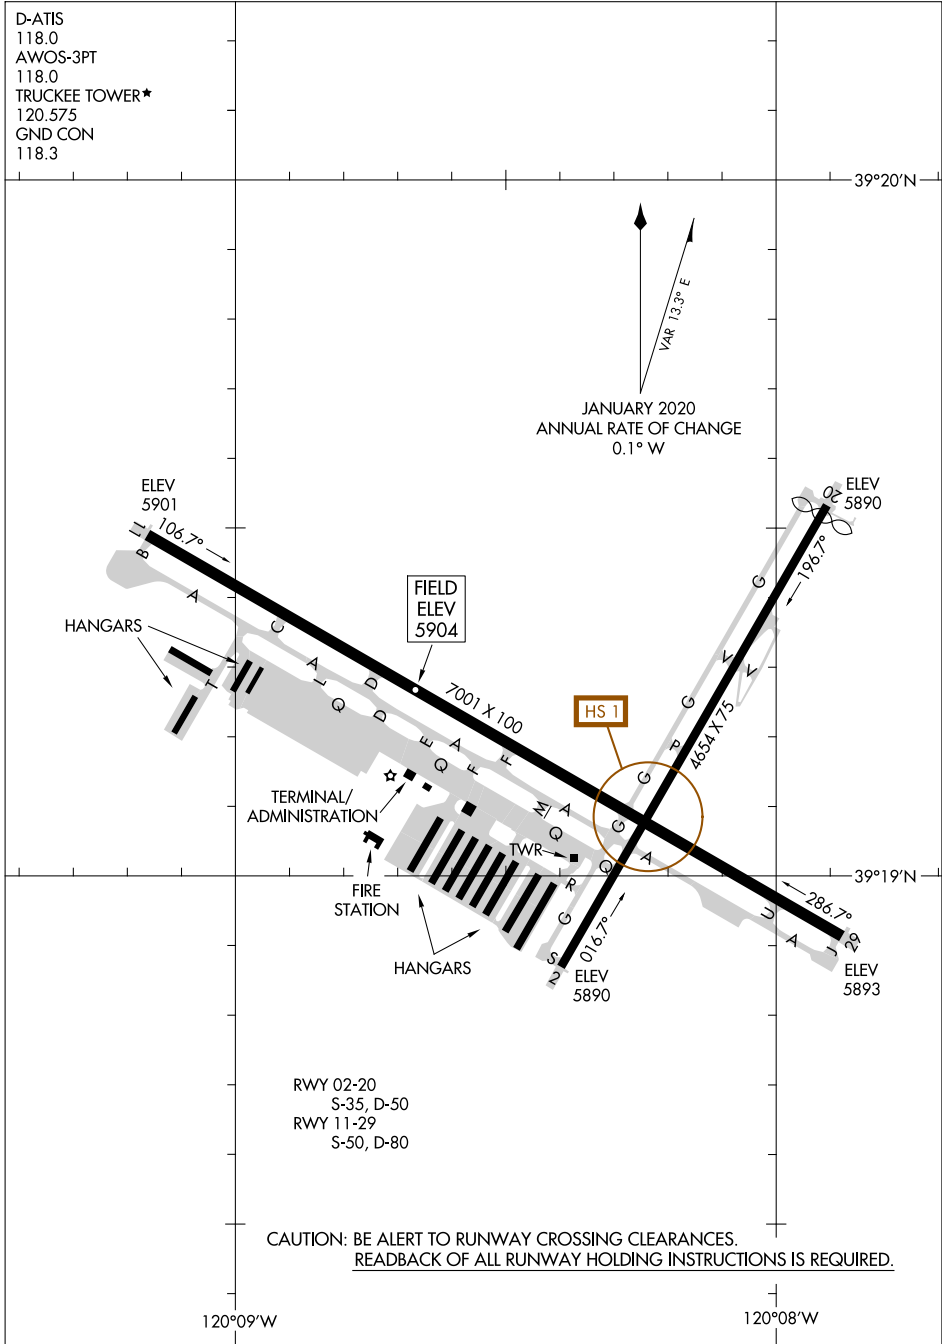 D-ATIS
118.0
AWOS-3PT
118.0
TRUCKEE TOWER★
120.575
GND CON
118.3
39°20'N
VAR 13.3° E
JANUARY 2020
ANNUAL RATE OF CHANGE
0.1° W
ELEV
5901
11
106.7°
B
A
C
HANGARS
T
A
L
Q
D
D
FIELD
ELEV
5904
7001 X 100
E
A
Q
F
F
20
ELEV
5890
196.7°
G
V
V
G
P
4654 X 75
G
HS 1
TERMINAL/
ADMINISTRATION
M
A
Q
G
TWR
Q
A
R
39°19'N
FIRE
STATION
G
016.7°
HANGARS
S
2
ELEV
5890
286.7°
U
A
J
29
ELEV
5893
RWY 02-20
S-35, D-50
RWY 11-29
S-50, D-80
CAUTION: BE ALERT TO RUNWAY CROSSING CLEARANCES.
READBACK OF ALL RUNWAY HOLDING INSTRUCTIONS IS REQUIRED.
120°09'W
120°08'W